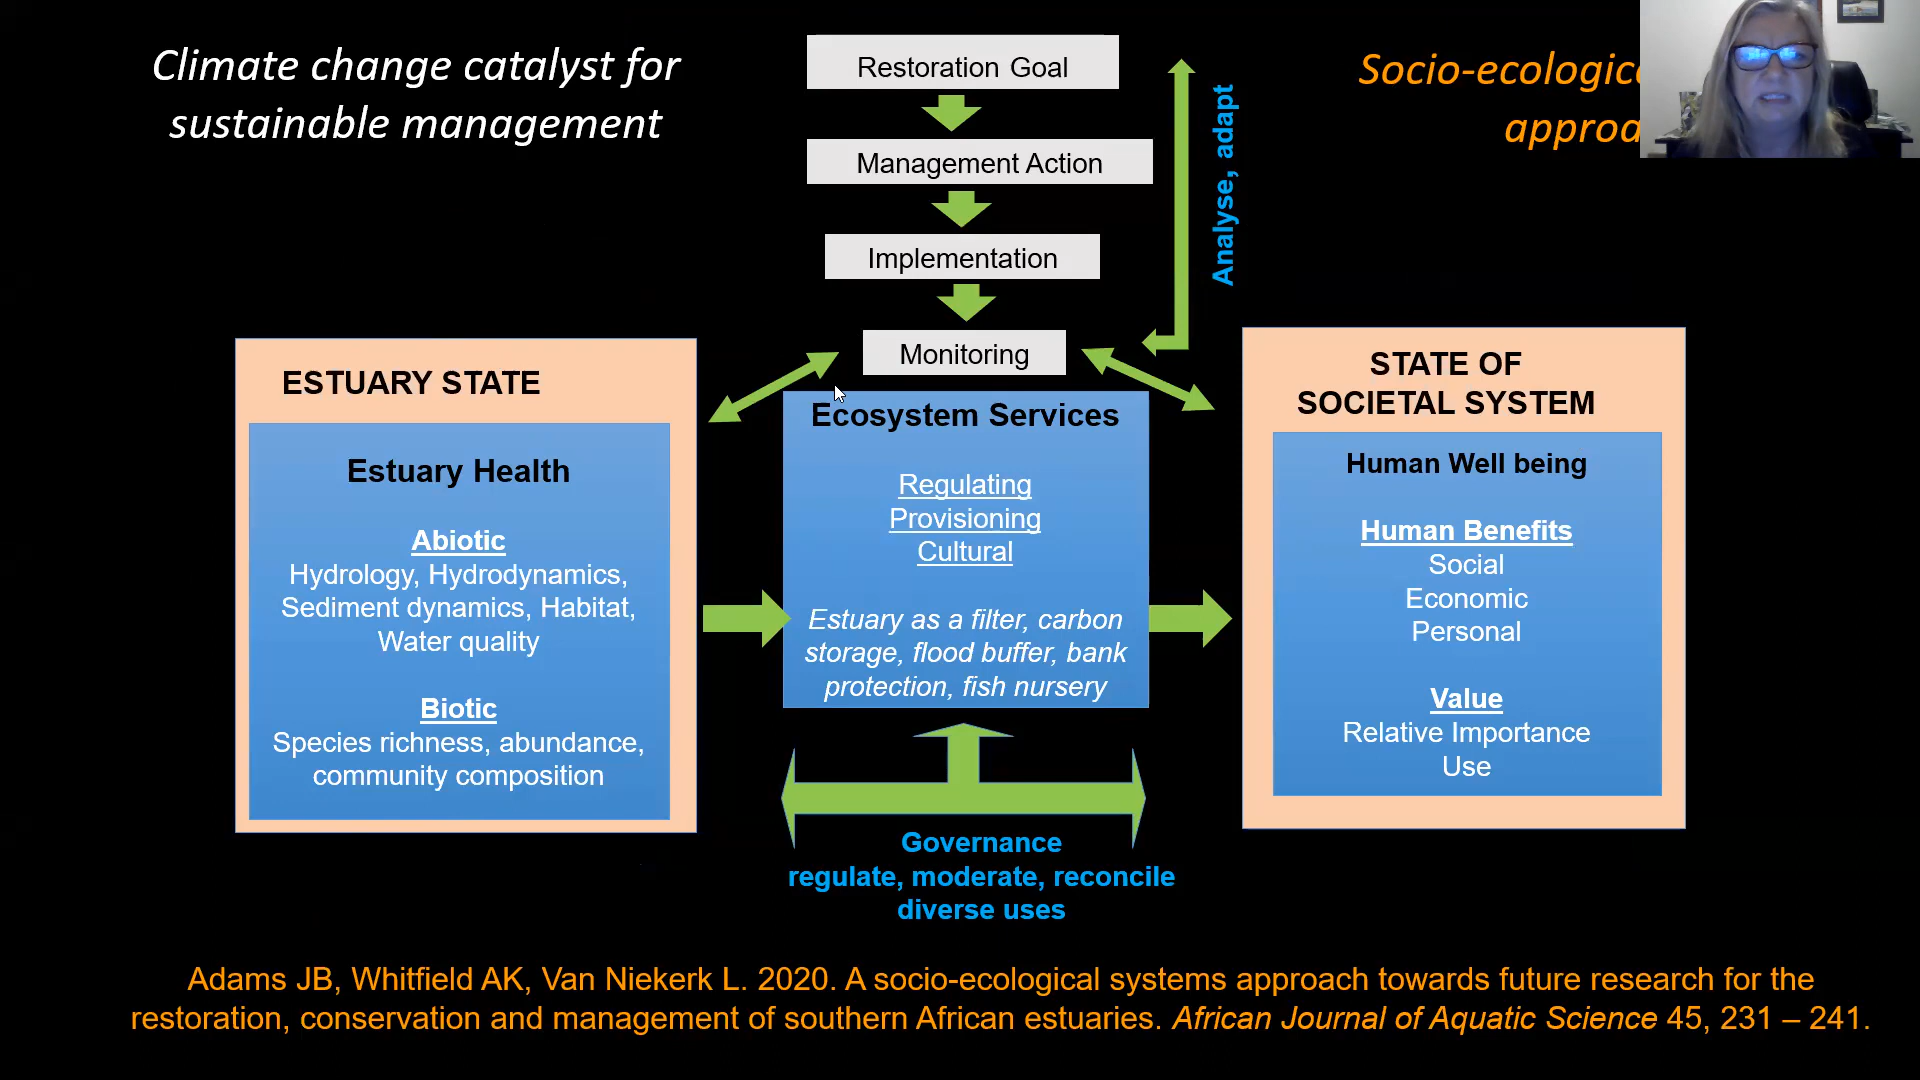 Climate change catalyst for
sustainable management
Restoration Goal
Management Action
Implementation
Monitoring
Analyse, adapt
ESTUARY STATE
Estuary Health
Abiotic
Hydrology, Hydrodynamics,
Sediment dynamics, Habitat,
Water quality
Biotic
Species richness, abundance,
community composition
Ecosystem Services
Regulating
Provisioning
Cultural
Estuary as a filter, carbon
storage, flood buffer, bank
protection, fish nursery
STATE OF
SOCIETAL SYSTEM
Human Well being
Human Benefits
Social
Economic
Personal
Value
Relative Importance
Use
Governance
regulate, moderate, reconcile
diverse uses
Adams JB, Whitfield AK, Van Niekerk L. 2020. A socio-ecological systems approach towards future research for the
restoration, conservation and management of southern African estuaries. African Journal of Aquatic Science 45, 231 – 241.